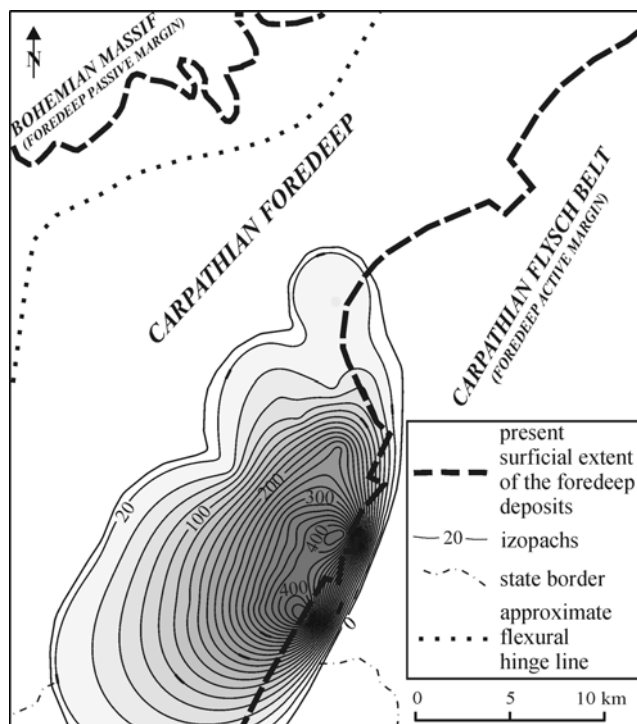 N
BOHEMIAN MASSIF
(FOREDEEP PASSIVE MARGIN)
CARPATHIAN FOREDEEP
CARPATHIAN FLYSCH BELT
(FOREDEEP ACTIVE MARGIN)
20
100
200
300
400
400
0
present
surficial extent
of the foredeep
deposits
20
izopachs
state border
approximate
flexural
hinge line
0 5 10 km